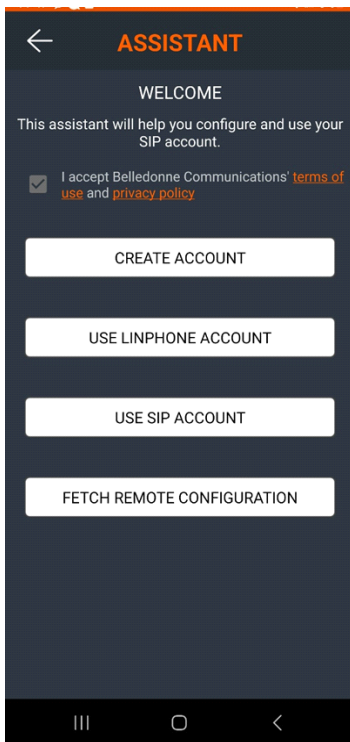 ASSISTANT
WELCOME
This assistant will help you configure and use your
SIP account.
I accept Belledonne Communications' terms of
use and privacy policy
CREATE ACCOUNT
USE LINPHONE ACCOUNT
USE SIP ACCOUNT
FETCH REMOTE CONFIGURATION